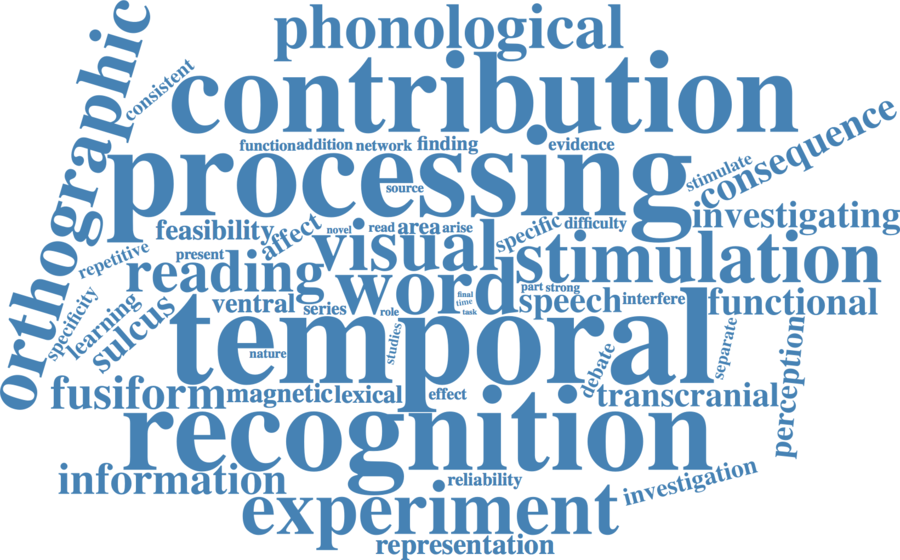 phonological
orthographic
contribution
consistent
consequence
function addition network finding evidence
processing
stimulate
source
investigating
feasibility affect novel read area arise specific difficulty
visual
stimulation
repetitive present
reading
word
part strong
final
time
task
specificity learning sulcus
ventral series role
speech interfere functional
temporal
nature studies debate separate perception
fusiform magnetic lexical effect transcranial
recognition
information reliability investigation
experiment
representation